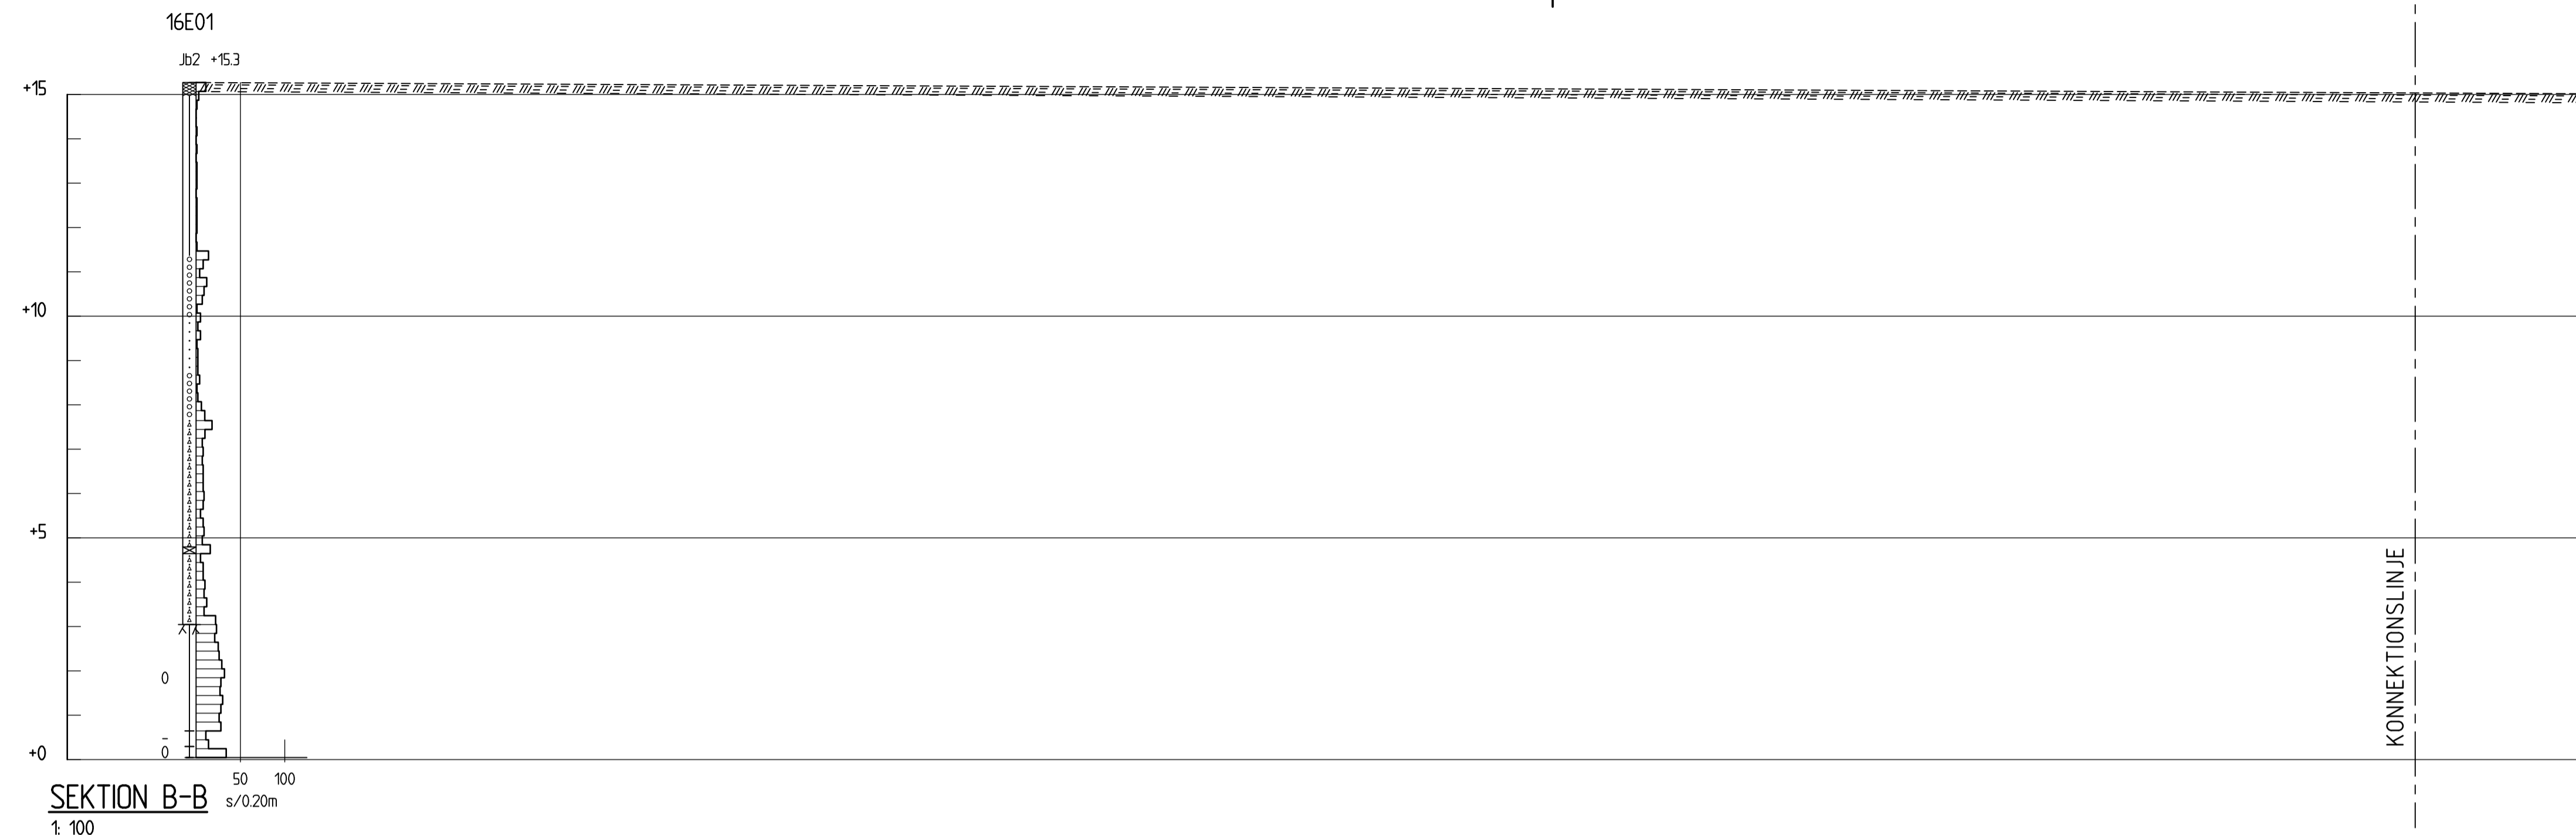 16E01
Jb2 +15.3
+15
+10
+5
0
-
0
+0
50 100
s/0.20m
SEKTION B-B
1: 100
KONNEKTIONSLINJE